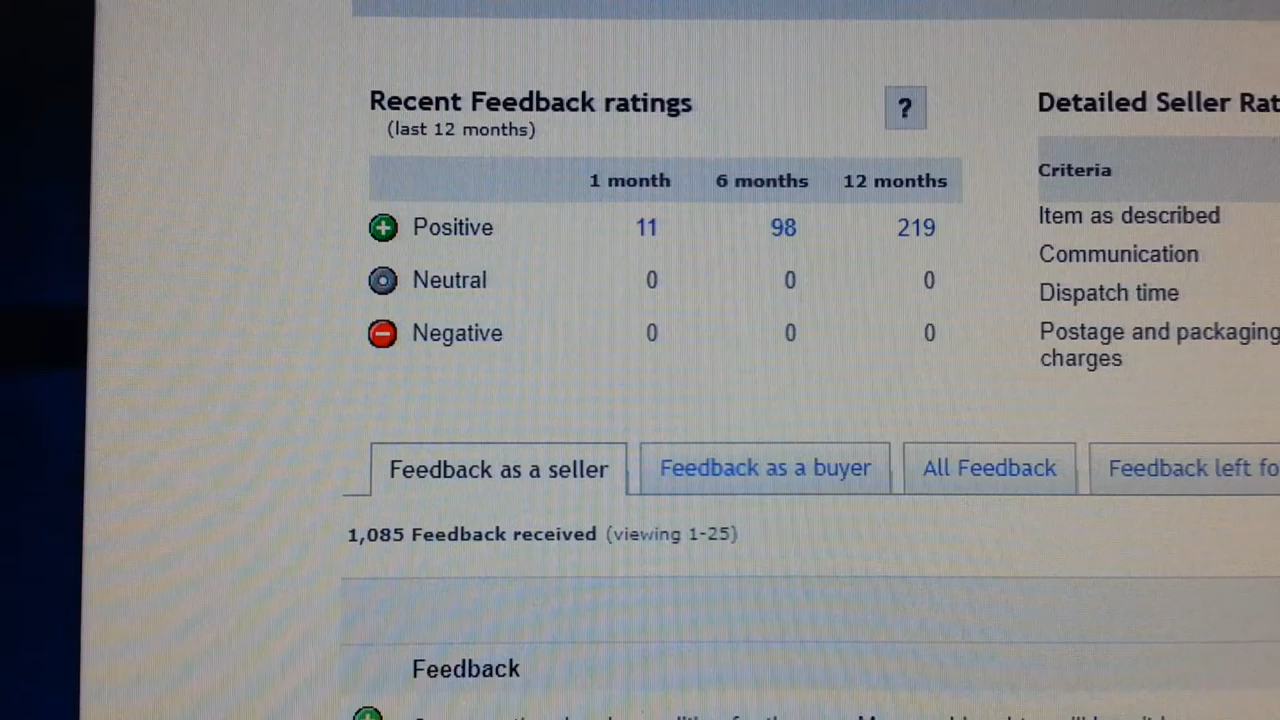 Recent Feedback ratings
(last 12 months)
?
1 month 6 months 12 months
Positive 11 98 219
Neutral 0 0 0
Negative 0 0 0
Detailed Seller Rat
Criteria
Item as described
Communication
Dispatch time
Postage and packaging
charges
Feedback as a seller
Feedback as a buyer
All Feedback
Feedback left fo
1,085 Feedback received (viewing 1-25)
Feedback